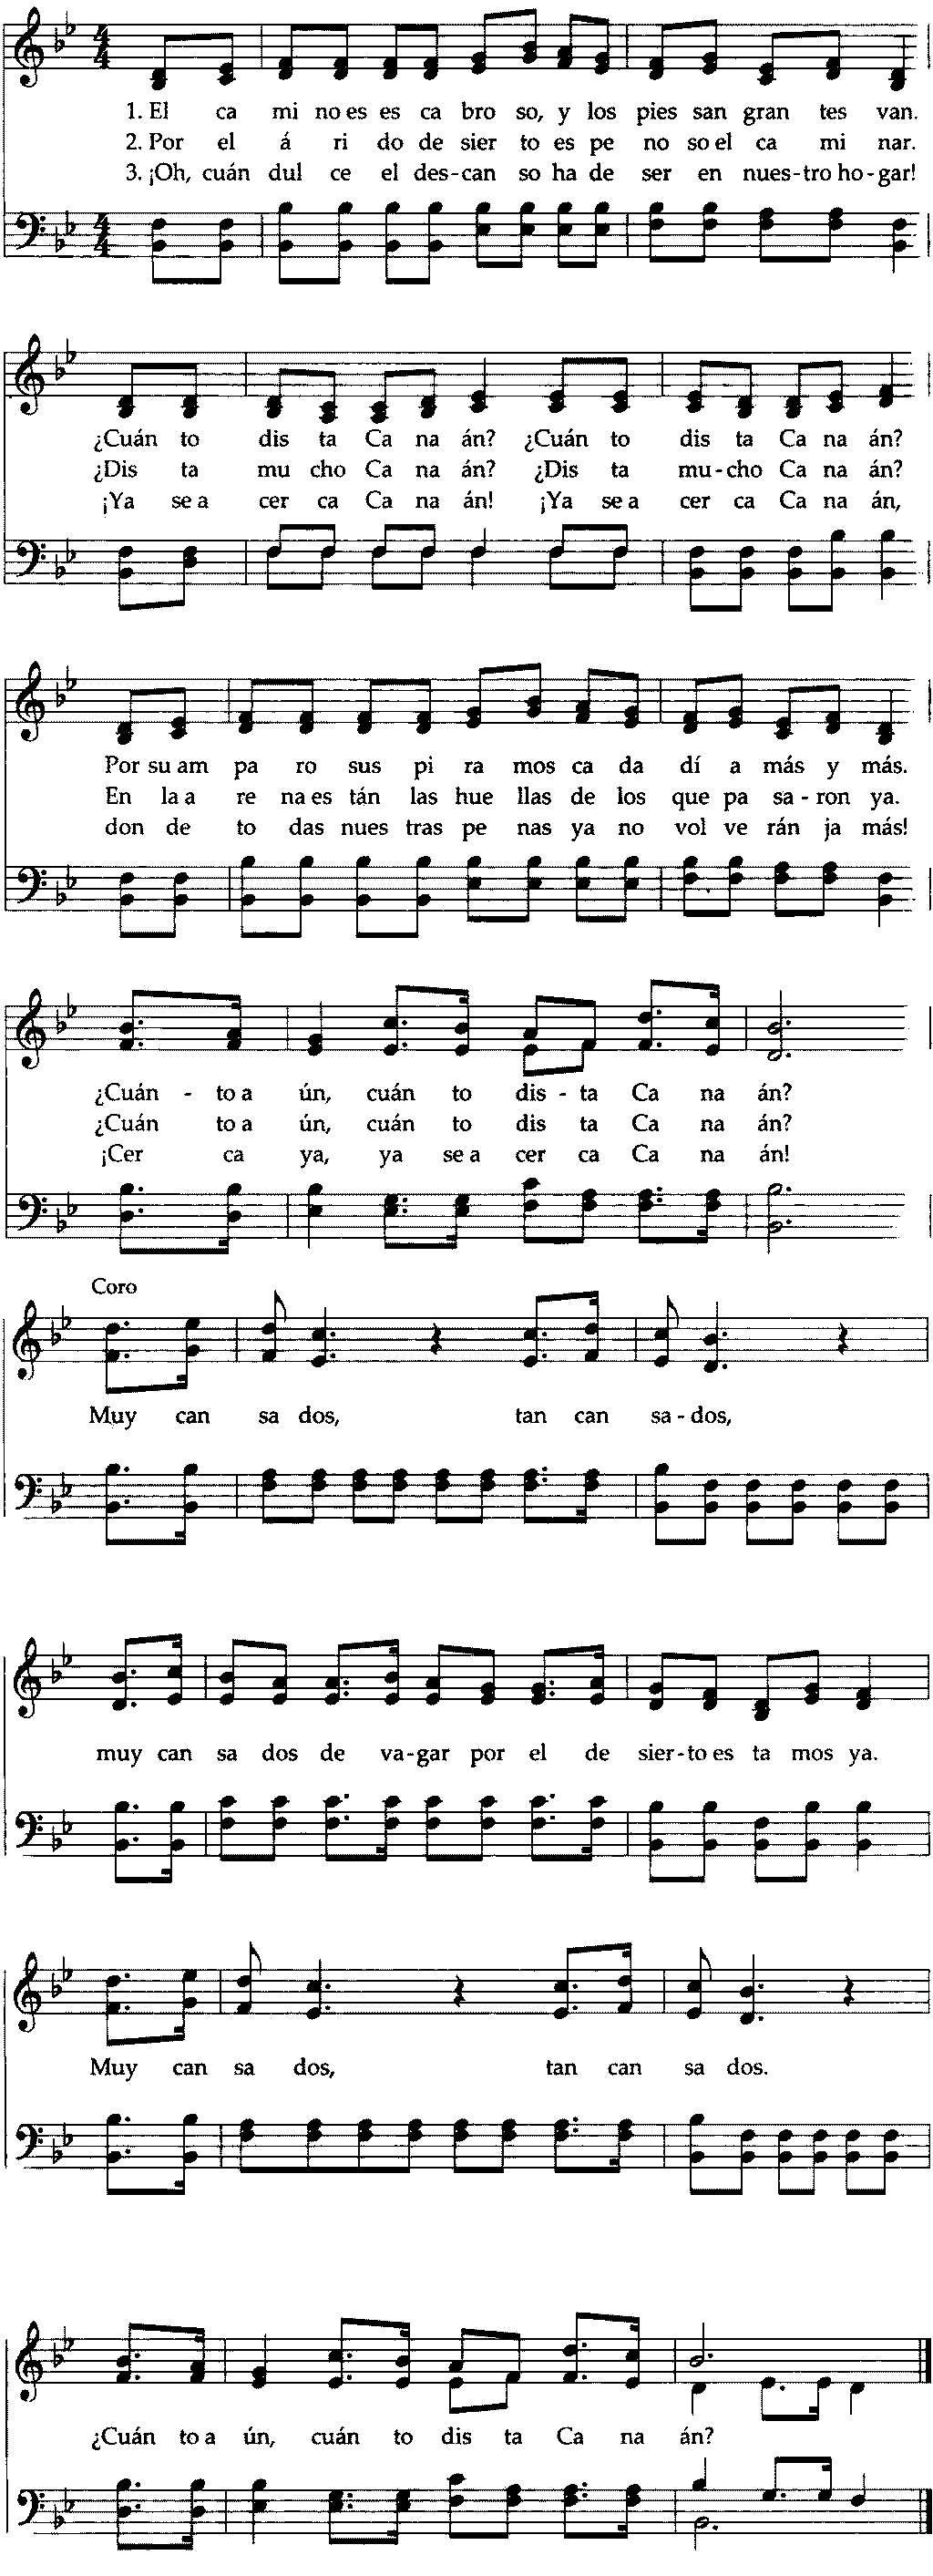 1. El ca mi no es es ca bro so, y los pies san gran tes van.
2. Por el á ri do de sier to es pe no so el ca mi nar.
3. ¡Oh, cuán dul ce el des-can so ha de ser en nues-tro ho-gar!
¿Cuán to dis ta Ca na án? ¿Cuán to dis ta Ca na án?
¿Dis ta mu cho Ca na án? ¿Dis ta mu-cho Ca na án?
¡Ya se a cer ca Ca na án! ¡Ya se a cer ca Ca na án,
Por su am pa ro sus pi ra mos ca da dí a más y más.
En la a re na es tán las hue llas de los que pa sa-ron ya.
don de to das nues tras pe nas ya no vol ve rán ja más!
¿Cuán - to a ún, cuán to dis-ta Ca na án?
¿Cuán to a ún, cuán to dis ta Ca na án?
¡Cer ca ya, ya se a cer ca Ca na án!
Coro
Muy can sa dos, tan can sa-dos,
muy can sa dos de va-gar por el de sier-to es ta mos ya.
Muy can sa dos, tan can sa dos.
¿Cuán to a ún, cuán to dis ta Ca na án?